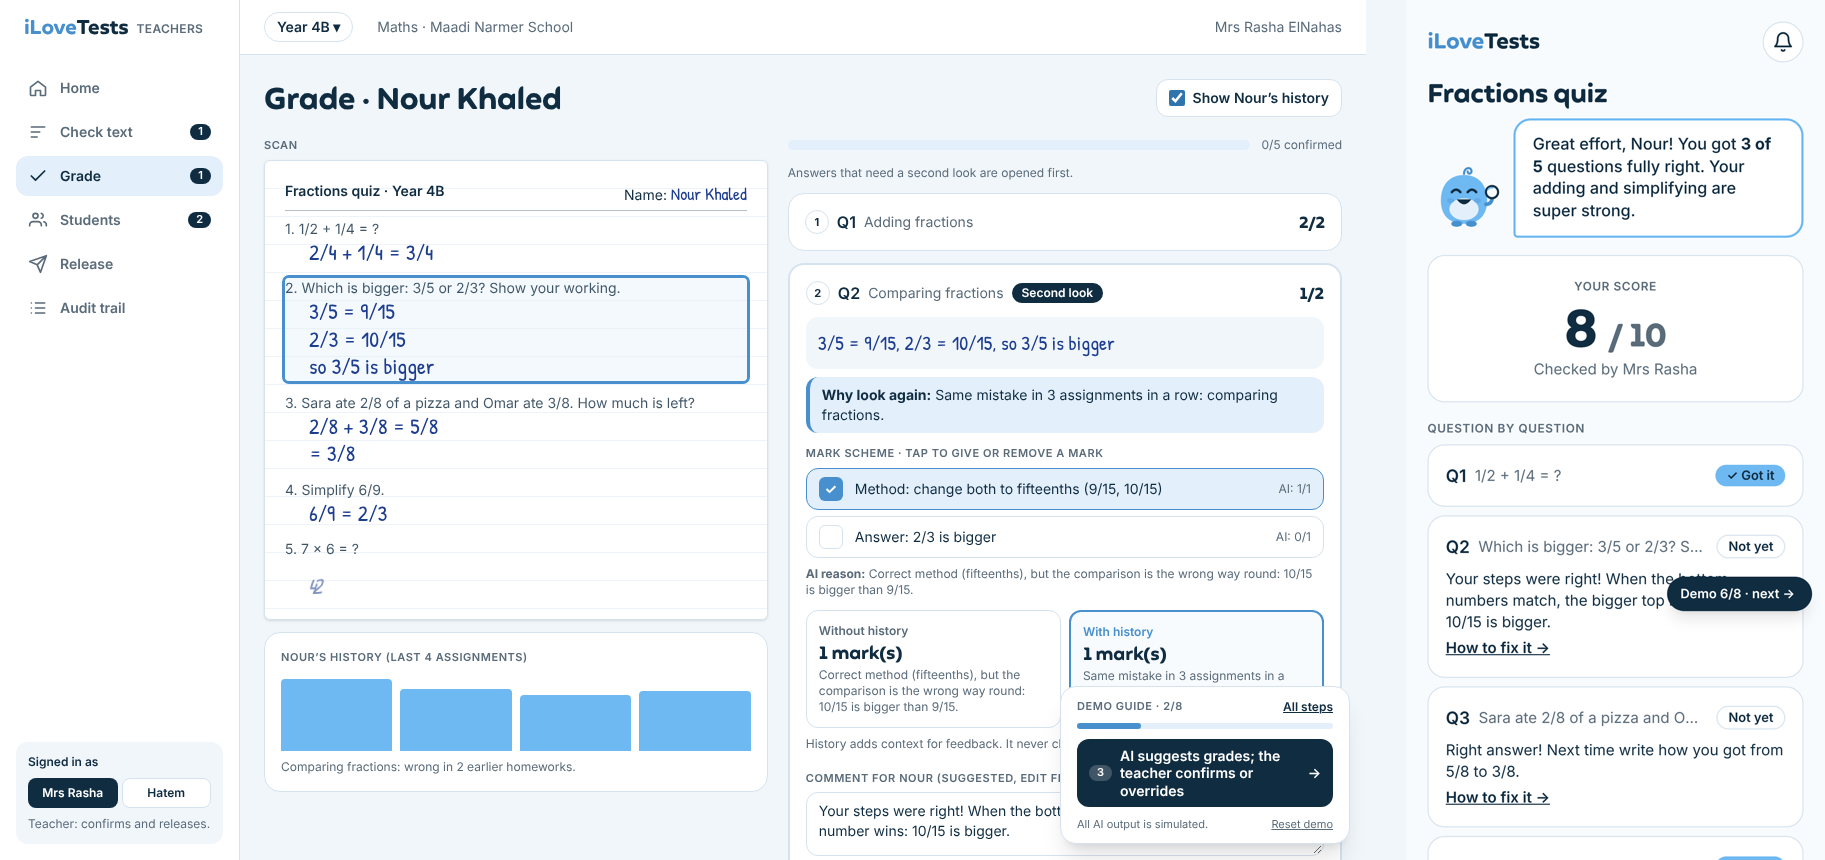 iLoveTests TEACHERS
Home
Check text 1
Grade 1
Students 2
Release
Audit trail
Signed in as
Mrs Rasha Hatem
Teacher: confirms and releases.
Year 4B ▾ Maths · Maadi Narmer School Mrs Rasha ElNahas
Grade · Nour Khaled
Show Nour's history
SCAN
Fractions quiz · Year 4B
Name: Nour Khaled
1. 1/2 + 1/4 = ?
2/4 + 1/4 = 3/4
2. Which is bigger: 3/5 or 2/3? Show your working.
3/5 = 9/15
2/3 = 10/15
so 3/5 is bigger
3. Sara ate 2/8 of a pizza and Omar ate 3/8. How much is left?
2/8 + 3/8 = 5/8
= 3/8
4. Simplify 6/9.
6/9 = 2/3
5. 7 × 6 = ?
NOUR'S HISTORY (LAST 4 ASSIGNMENTS)
Comparing fractions: wrong in 2 earlier homeworks.
0/5 confirmed
Answers that need a second look are opened first.
1 Q1 Adding fractions 2/2
2 Q2 Comparing fractions Second look 1/2
3/5 = 9/15, 2/3 = 10/15, so 3/5 is bigger
Why look again: Same mistake in 3 assignments in a row: comparing
fractions.
MARK SCHEME · TAP TO GIVE OR REMOVE A MARK
Method: change both to fifteenths (9/15, 10/15) AI: 1/1
Answer: 2/3 is bigger AI: 0/1
AI reason: Correct method (fifteenths), but the comparison is the wrong way round: 10/15
is bigger than 9/15.
Without history
1 mark(s)
Correct method (fifteenths), but the
comparison is the wrong way round:
10/15 is bigger than 9/15.
With history
1 mark(s)
Same mistake in 3 assignments in a
History adds context for feedback. It never
COMMENT FOR NOUR (SUGGESTED, EDIT
Your steps were right! When the
number wins: 10/15 is bigger.
DEMO GUIDE · 2/8 All steps
3 AI suggests grades; the
teacher confirms or
overrides →
All AI output is simulated. Reset demo
iLoveTests
Fractions quiz
Great effort, Nour! You got 3 of
5 questions fully right. Your
adding and simplifying are
super strong.
YOUR SCORE
8 / 10
Checked by Mrs Rasha
QUESTION BY QUESTION
Q1 1/2 + 1/4 = ? ✓ Got it
Q2 Which is bigger: 3/5 or 2/3? S... Not yet
Your steps were right! When the bottom
numbers match, the bigger top
10/15 is bigger.
How to fix it →
Demo 6/8 · next →
Q3 Sara ate 2/8 of a pizza and O... Not yet
Right answer! Next time write how you got from
5/8 to 3/8.
How to fix it →